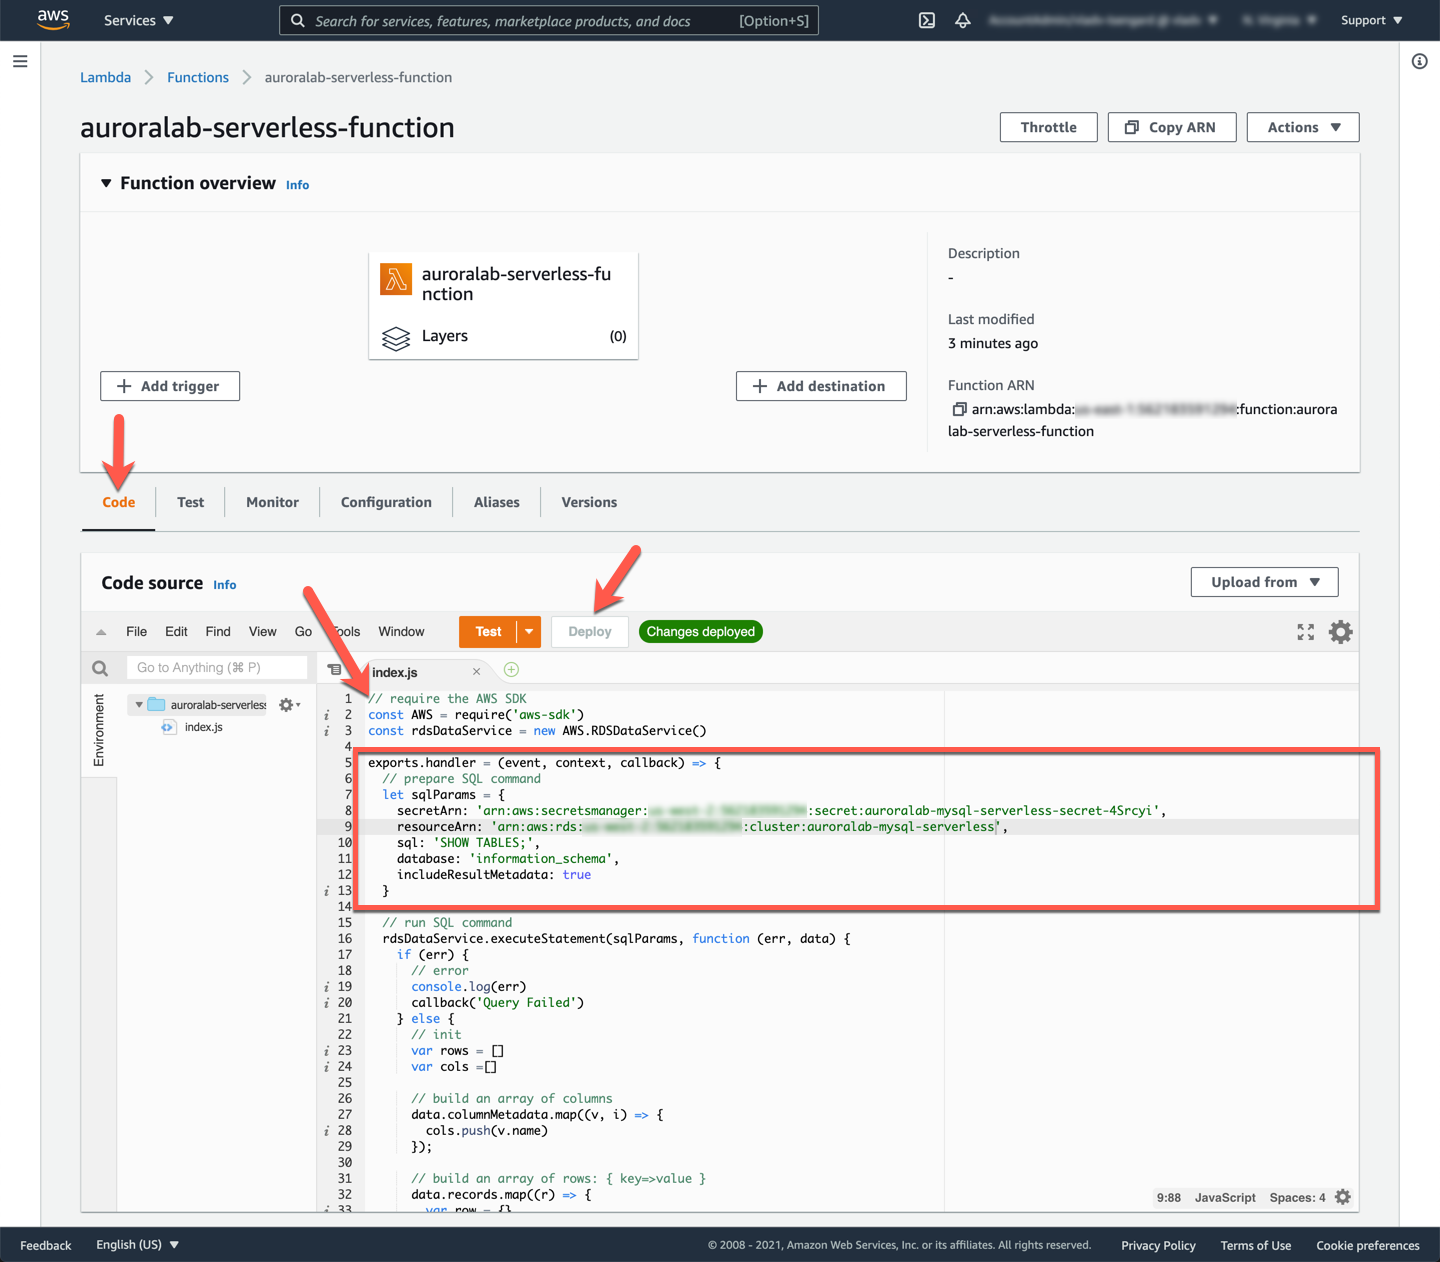 aws
Services
Search for services, features, marketplace products, and docs [Option+S]
Support
Lambda > Functions > auroralab-serverless-function
auroralab-serverless-function
Throttle
Copy ARN
Actions
Function overview Info
auroralab-serverless-fu
nction
Layers (0)
Add trigger
Add destination
Description
-
Last modified
3 minutes ago
Function ARN
arn:aws:lambda: :function:aurora
lab-serverless-function
Code
Test
Monitor
Configuration
Aliases
Versions
Code source Info
Upload from
File Edit Find View Go Tools Window
Test
Deploy
Changes deployed
Go to Anything (⌘ P)
index.js
Environment
auroralab-serverless
index.js
1 // require the AWS SDK
2 const AWS = require('aws-sdk')
3 const rdsDataService = new AWS.RDSDataService()
4
5 exports.handler = (event, context, callback) => {
6 // prepare SQL command
7 let sqlParams = {
8 secretArn: 'arn:aws:secretsmanager: :secret:auroralab-mysql-serverless-secret-4Srcyi',
9 resourceArn: 'arn:aws:rds: :cluster:auroralab-mysql-serverless',
10 sql: 'SHOW TABLES;',
11 database: 'information_schema',
12 includeResultMetadata: true
13 }
14
15 // run SQL command
16 rdsDataService.executeStatement(sqlParams, function (err, data) {
17 if (err) {
18 // error
19 console.log(err)
20 callback('Query Failed')
21 } else {
22 // init
23 var rows = []
24 var cols =[]
25
26 // build an array of columns
27 data.columnMetadata.map((v, i) => {
28 cols.push(v.name)
29 });
30
31 // build an array of rows: { key=>value }
32 data.records.map((r) => {
33 var row = {}
9:88 JavaScript Spaces: 4
Feedback English (US)
© 2008 - 2021, Amazon Web Services, Inc. or its affiliates. All rights reserved. Privacy Policy Terms of Use Cookie preferences